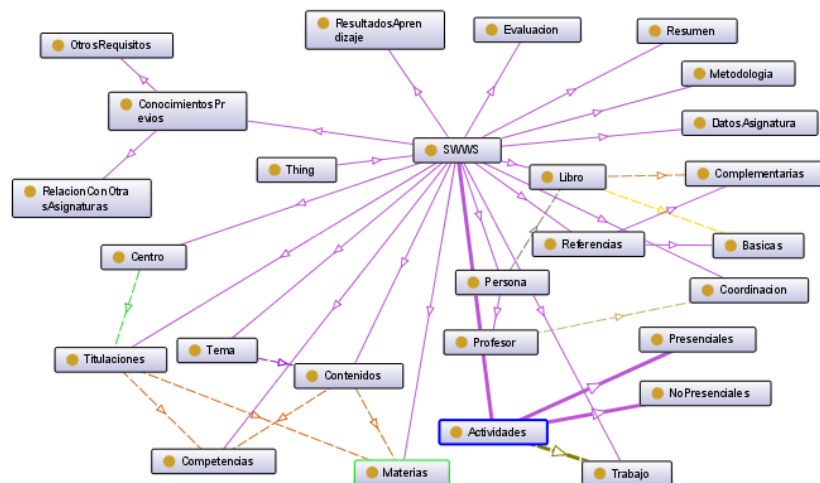 ResultadosApren
dizaje
Evaluacion
Resumen
OtrosRequisitos
Metodologia
ConocimientosPr
evios
DatosAsignatura
SWWS
Thing
Libro
Complementarias
RelacionConOtra
sAsignaturas
Referencias
Basicas
Centro
Persona
Coordinacion
Profesor
Presenciales
Titulaciones
Tema
Contenidos
NoPresenciales
Actividades
Competencias
Materias
Trabajo